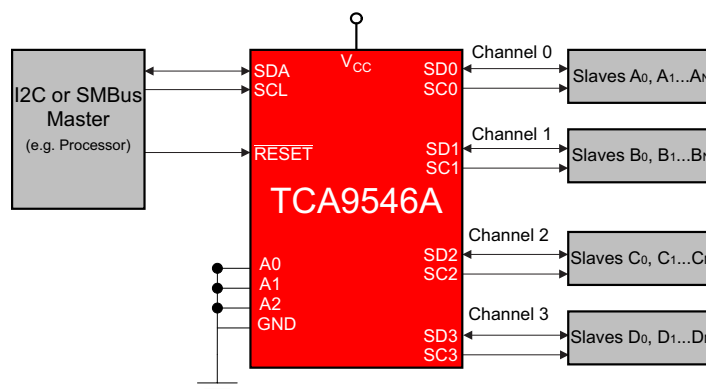 I2C or SMBus
Master
(e.g. Processor)
VCC
SDA
SCL
RESET
TCA9546A
A0
A1
A2
GND
SD0
SC0
SD1
SC1
SD2
SC2
SD3
SC3
Channel 0
Channel 1
Channel 2
Channel 3
Slaves A0, A1...AN
Slaves B0, B1...BN
Slaves C0, C1...C
Slaves D0, D1...D